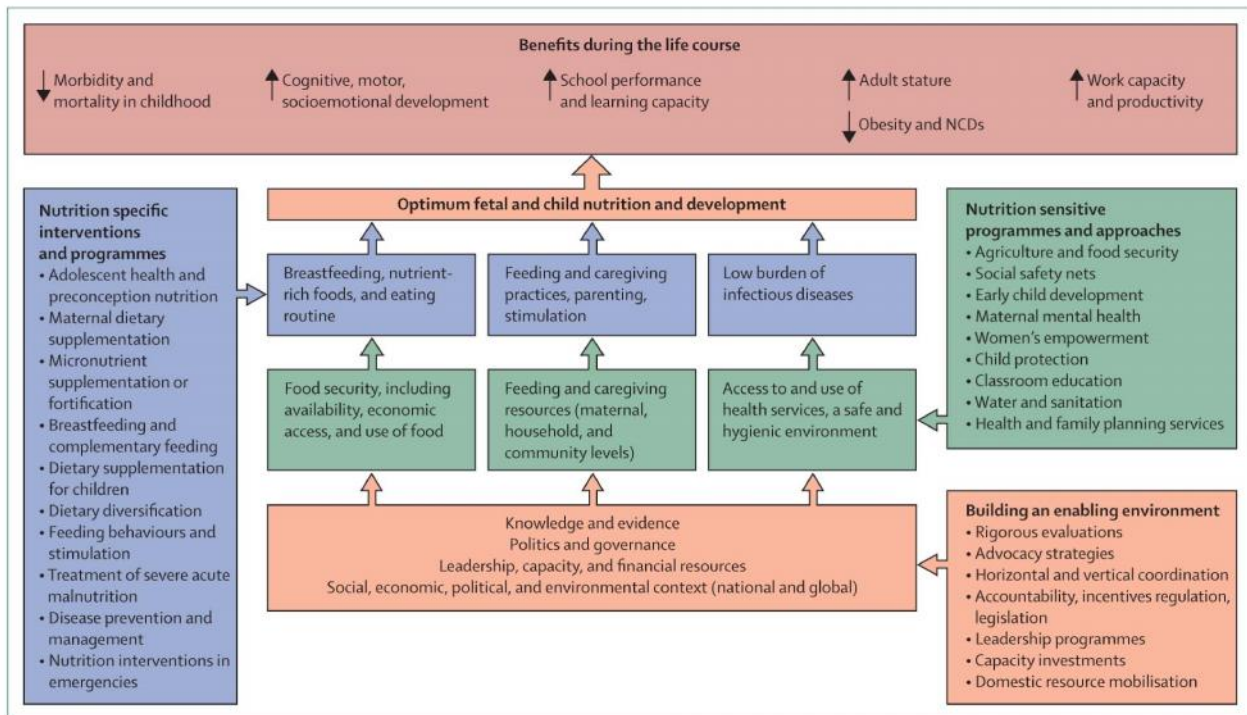 Benefits during the life course
Morbidity and
mortality in childhood
Cognitive, motor,
socioemotional development
School performance
and learning capacity
Adult stature
Obesity and NCDs
Work capacity
and productivity
Optimum fetal and child nutrition and development
Nutrition specific
interventions
and programmes
• Adolescent health and
preconception nutrition
• Maternal dietary
supplementation
• Micronutrient
supplementation or
fortification
• Breastfeeding and
complementary feeding
• Dietary supplementation
for children
• Dietary diversification
• Feeding behaviours and
stimulation
• Treatment of severe acute
malnutrition
• Disease prevention and
management
• Nutrition interventions in
emergencies
Breastfeeding, nutrient-
rich foods, and eating
routine
Feeding and caregiving
practices, parenting,
stimulation
Low burden of
infectious diseases
Food security, including
availability, economic
access, and use of food
Feeding and caregiving
resources (maternal,
household, and
community levels)
Access to and use of
health services, a safe and
hygienic environment
Knowledge and evidence
Politics and governance
Leadership, capacity, and financial resources
Social, economic, political, and environmental context (national and global)
Nutrition sensitive
programmes and approaches
• Agriculture and food security
• Social safety nets
• Early child development
• Maternal mental health
• Women's empowerment
• Child protection
• Classroom education
• Water and sanitation
• Health and family planning services
Building an enabling environment
• Rigorous evaluations
• Advocacy strategies
• Horizontal and vertical coordination
• Accountability, incentives regulation,
legislation
• Leadership programmes
• Capacity investments
• Domestic resource mobilisation